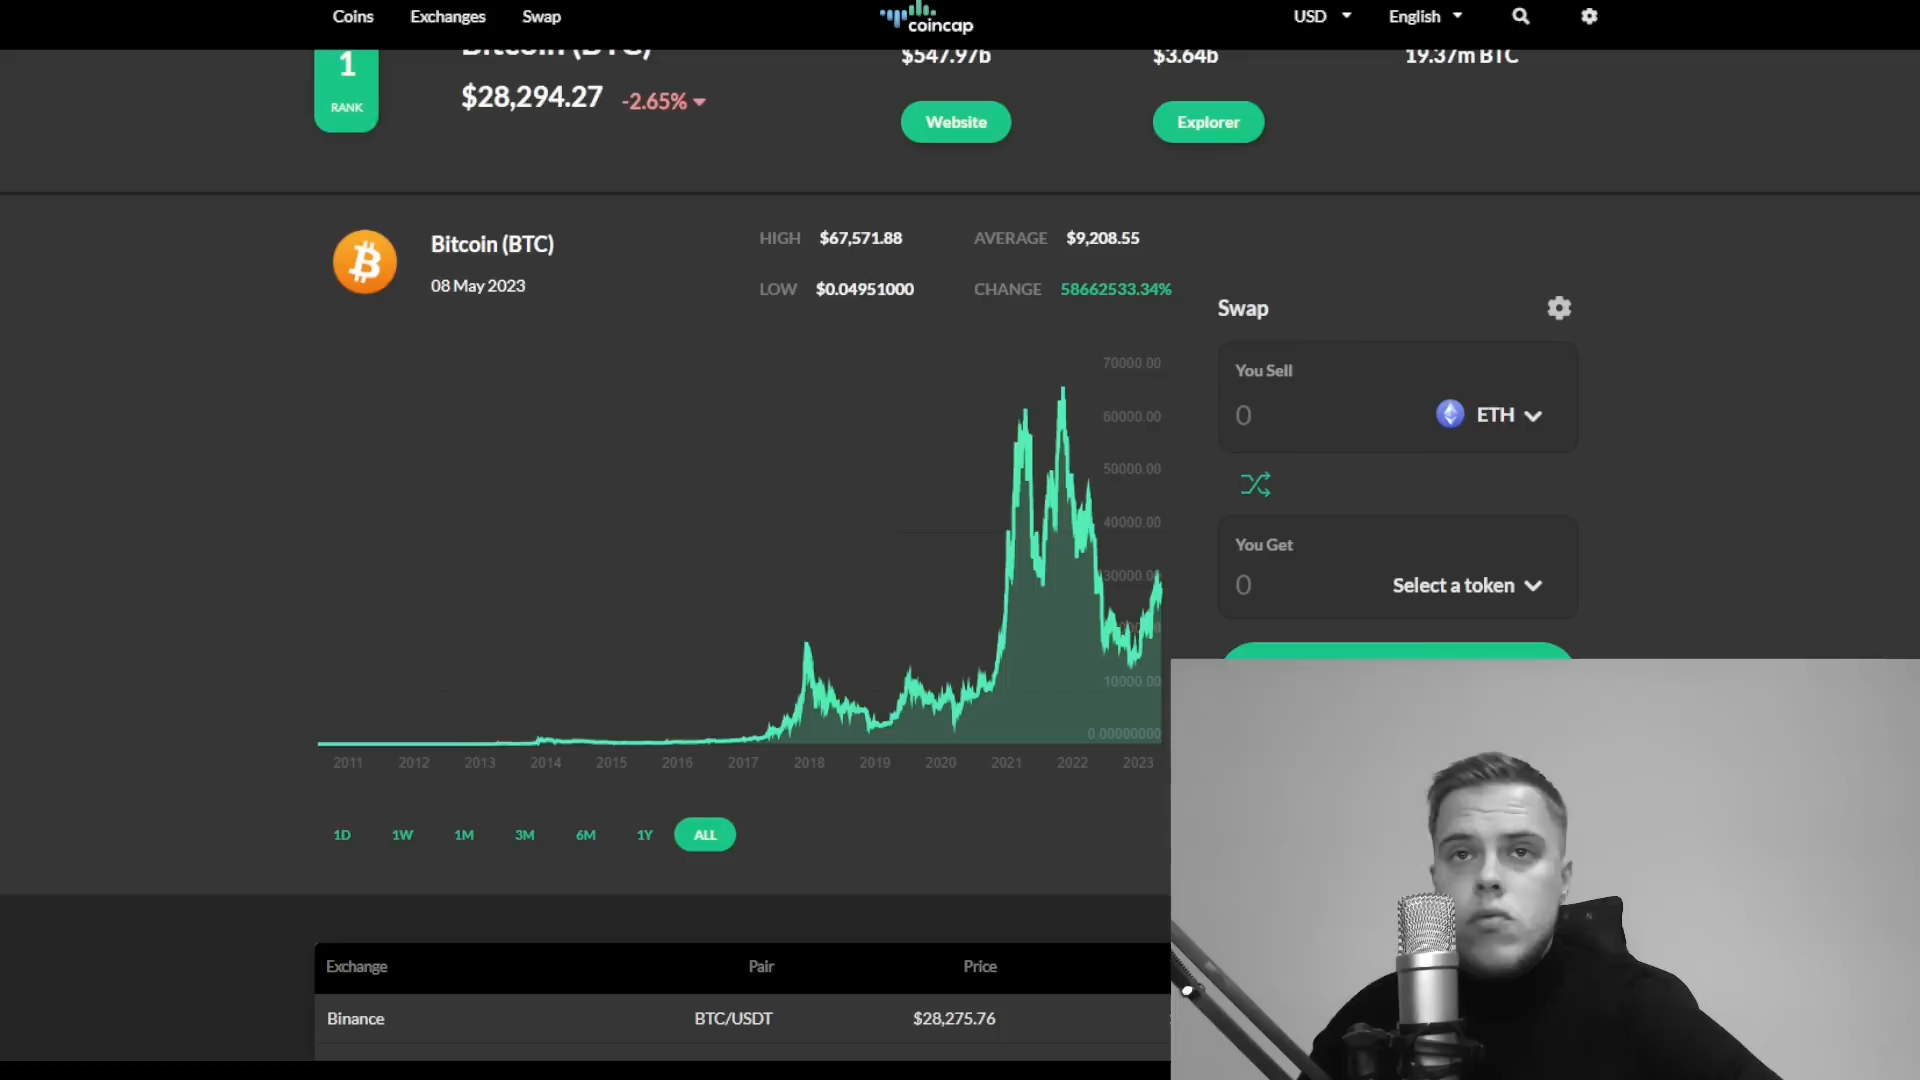 Coins Exchanges Swap coincap USD English
1 Bitcoin (BTC) $547.97b $3.64b 19.37m BTC
RANK $28,294.27 -2.65% Website Explorer
Bitcoin (BTC) HIGH $67,571.88 AVERAGE $9,208.55
08 May 2023 LOW $0.04951000 CHANGE 58662533.34%
Swap
You Sell
0 ETH
You Get
0 Select a token
70000.00
60000.00
50000.00
40000.00
30000.00
10000.00
0.00000000
2011 2012 2013 2014 2015 2016 2017 2018 2019 2020 2021 2022 2023
1D 1W 1M 3M 6M 1Y ALL
Exchange Pair Price
Binance BTC/USDT $28,275.76